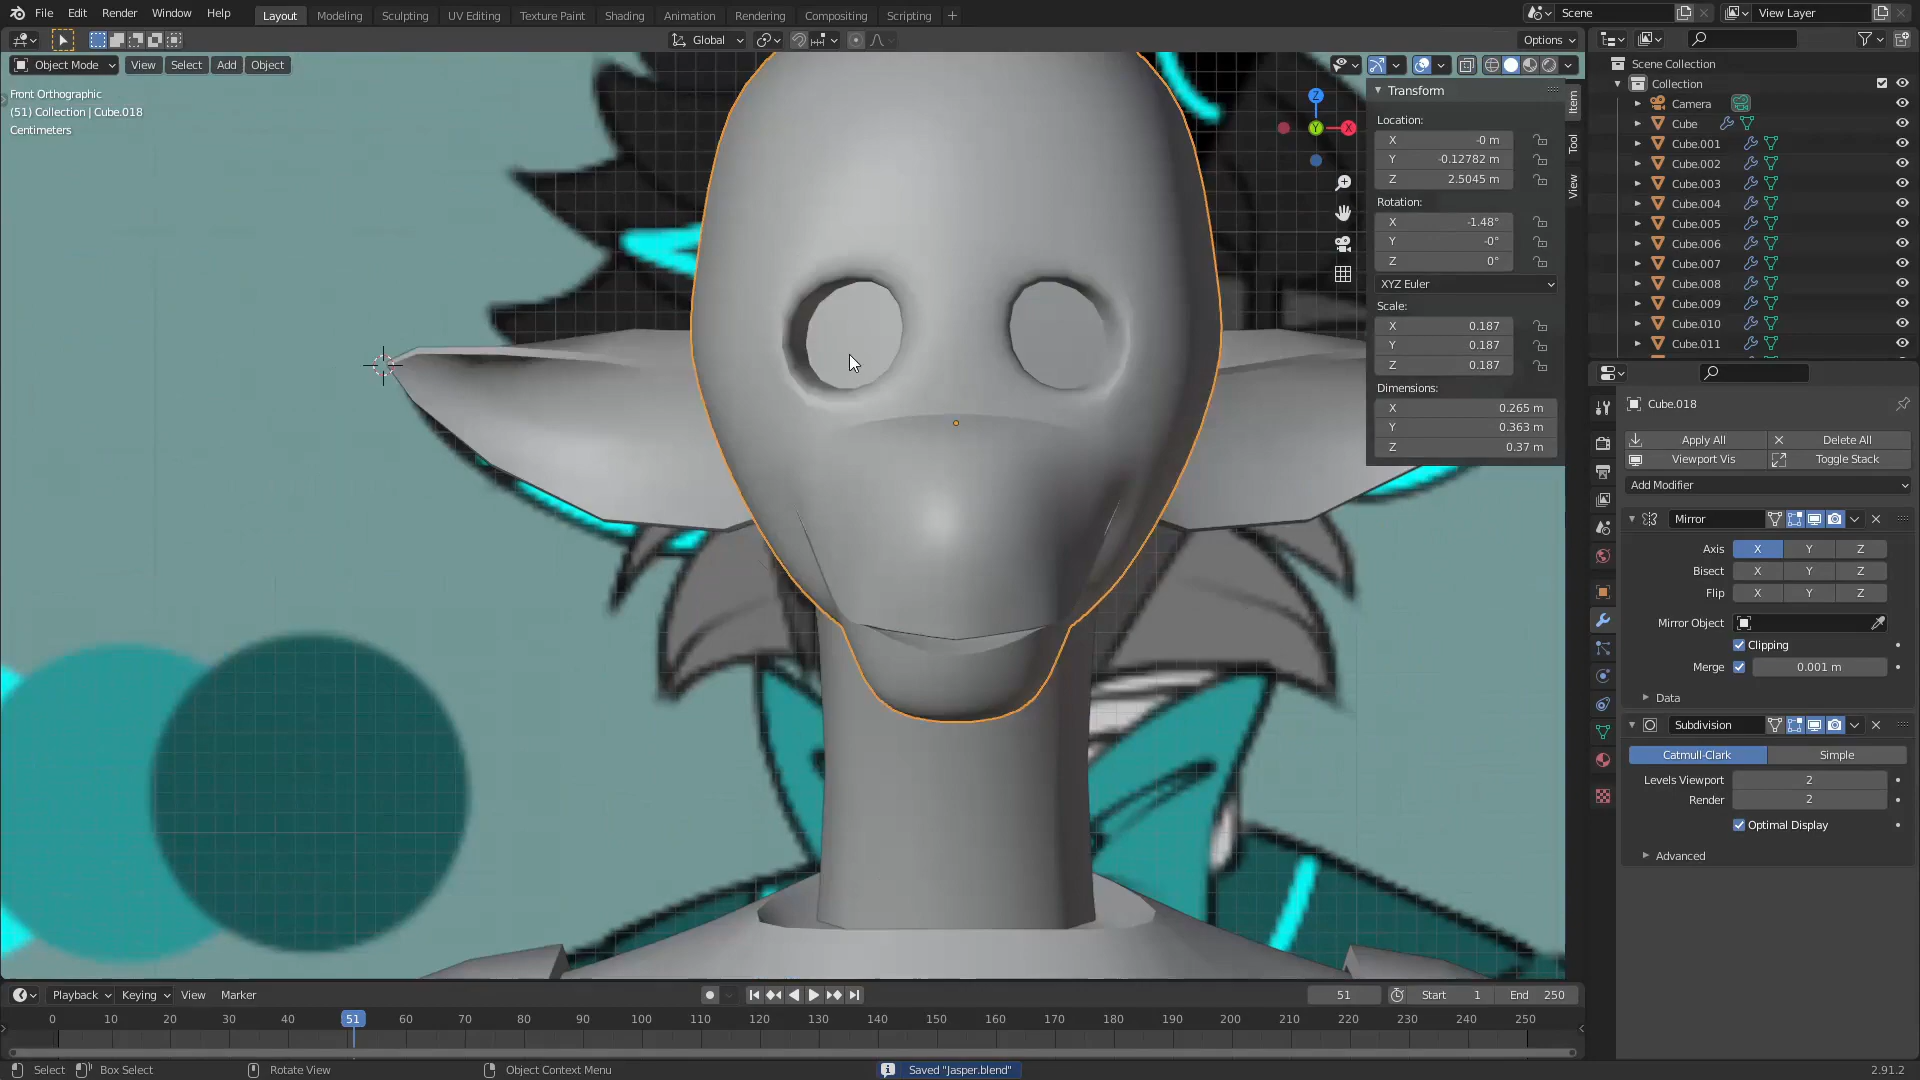 File Edit Render Window Help Layout Modeling Sculpting UV Editing Texture Paint Shading Animation Rendering Compositing Scripting + Scene View Layer
Global Options
Object Mode View Select Add Object
Front Orthographic
(51) Collection | Cube.018
Centimeters
Z
Y
X
Transform
Location:
X -0 m
Y -0.12782 m
Z 2.5045 m
Rotation:
X -1.48°
Y -0°
Z 0°
XYZ Euler
Scale:
X 0.187
Y 0.187
Z 0.187
Dimensions:
X 0.265 m
Y 0.363 m
Z 0.37 m
Item
Tool
View
Scene Collection
Collection
Camera
Cube
Cube.001
Cube.002
Cube.003
Cube.004
Cube.005
Cube.006
Cube.007
Cube.008
Cube.009
Cube.010
Cube.011
Cube.018
Apply All Delete All
Viewport Vis Toggle Stack
Add Modifier
Mirror
Axis X Y Z
Bisect X Y Z
Flip X Y Z
Mirror Object
Clipping
Merge 0.001 m
Data
Subdivision
Catmull-Clark Simple
Levels Viewport 2
Render 2
Optimal Display
Advanced
Playback Keying View Marker 51 Start 1 End 250
0 10 20 30 40 51 60 70 80 90 100 110 120 130 140 150 160 170 180 190 200 210 220 230 240 250
Select Box Select Rotate View Object Context Menu Saved "Jasper.blend" 2.91.2